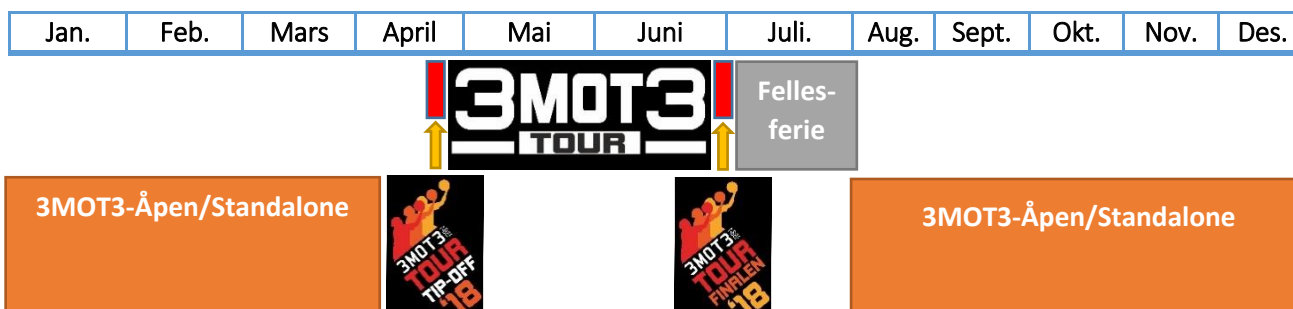 Jan. Feb. Mars April Mai Juni Juli. Aug. Sept. Okt. Nov. Des.
3MOT3
TOUR
Felles-
ferie
3MOT3-Åpen/Standalone
3MOT3
TOUR
TIP-OFF
'18
3MOT3
TOUR
FINALEN
'18
3MOT3-Åpen/Standalone